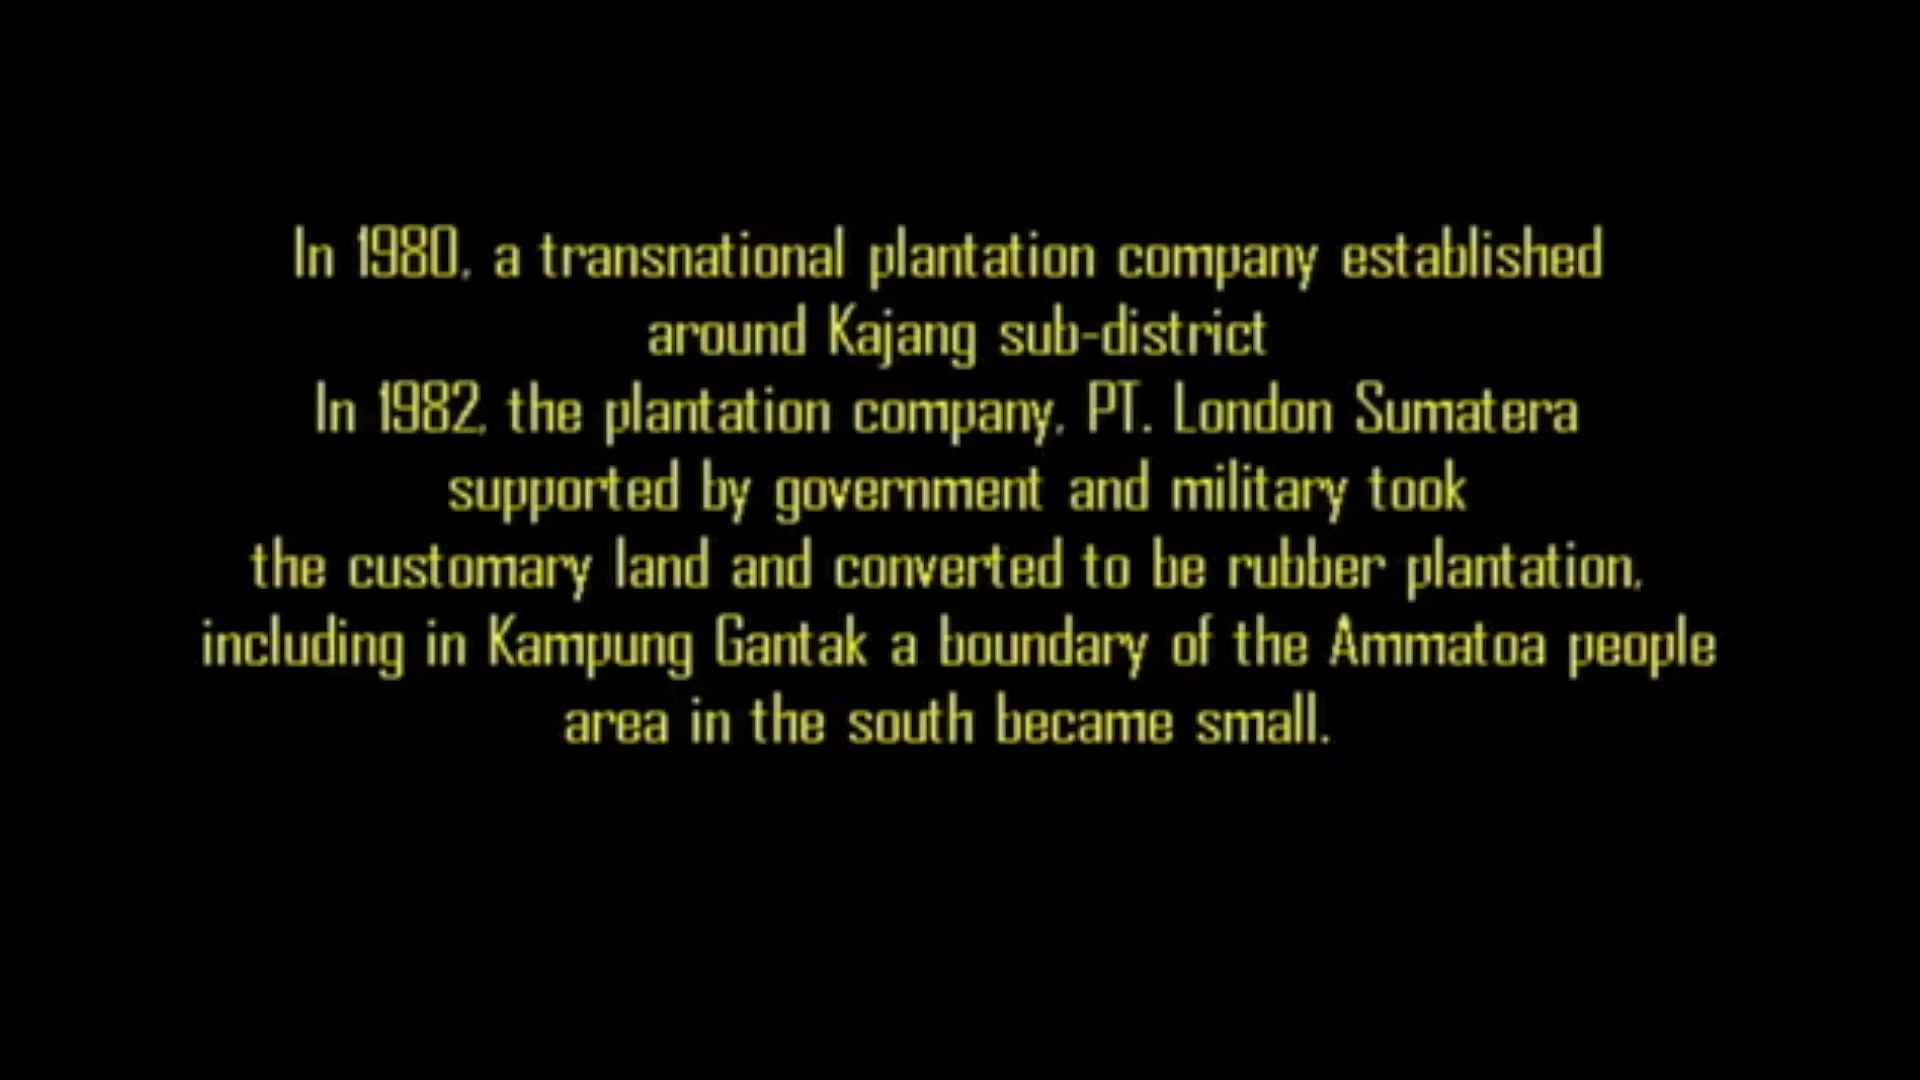 In 1980, a transnational plantation company established
around Kajang sub-district
In 1982, the plantation company, PT. London Sumatera
supported by government and military took
the customary land and converted to be rubber plantation,
including in Kampung Gantak a boundary of the Ammatoa people
area in the south became small.